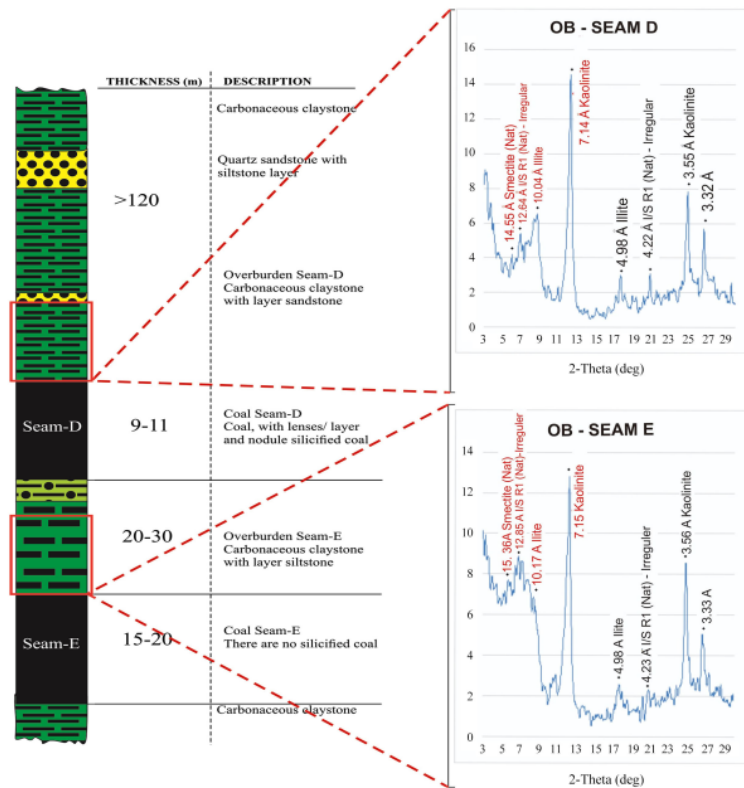 THICKNESS (m)
DESCRIPTION
Carbonaceous claystone
Quartz sandstone with
siltstone layer
>120
Overburden Seam-D
Carbonaceous claystone
with layer sandstone
Seam-D
9-11
Coal Seam-D
Coal, with lenses/ layer
and nodule silicified coal
20-30
Overburden Seam-E
Carbonaceous claystone
with layer siltstone
Seam-E
15-20
Coal Seam-E
There are no silicified coal
Carbonaceous claystone
OB - SEAM D
16
14
12
10
8
6
4
2
0
14.55 Å Smectite (Nat)
12.64 Å I/S R1 (Nat) - Irregular
10.04 Å Illite
7.14 Å Kaolinite
4.98 Å Illite
4.22 Å I/S R1 (Nat) - Irregular
3.55 Å Kaolinite
3.32 Å
3 5 7 9 11 13 15 17 19 21 23 25 27 29
2-Theta (deg)
OB - SEAM E
14
12
10
8
6
4
2
0
15. 36A Smectite (Nat)
12.85 A I/S R1 (Nat)-Irreguler
10.17 A Ilite
7.15 Kaolinite
4.98 A Ilite
4.23 A I/S R1 (Nat) - Irreguler
3.56 A Kaolinite
3.33 A
3 5 7 9 11 13 15 17 19 21 23 25 27 29
2-Theta (deg)